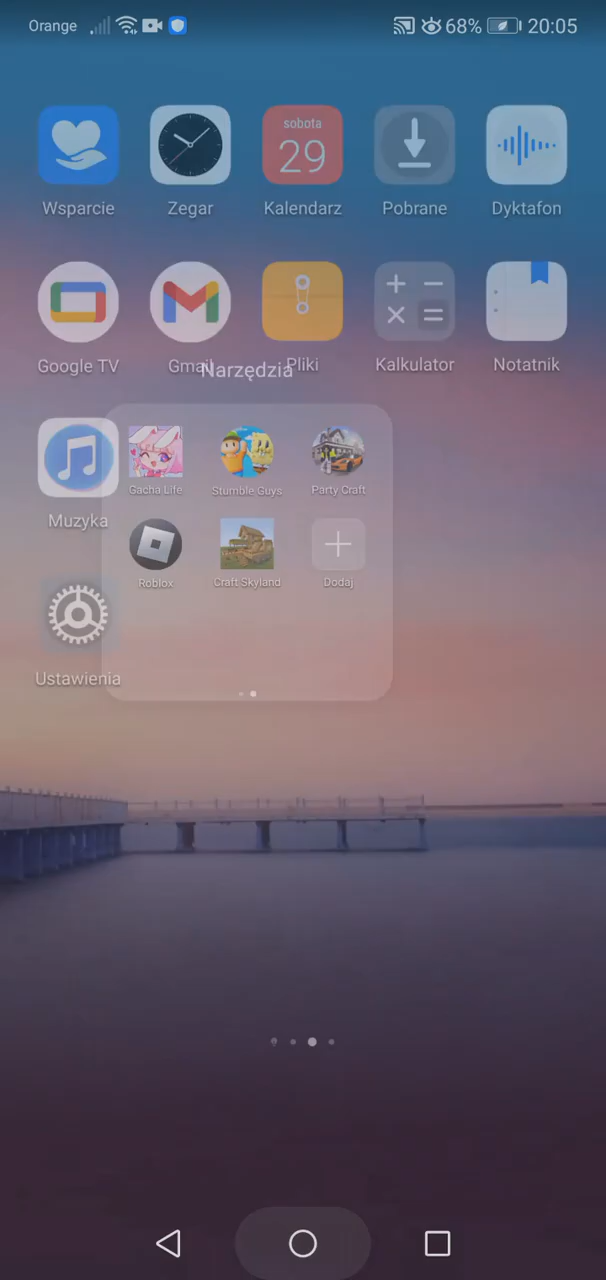 Orange 68% 20:05
sobota
29
Wsparcie Zegar Kalendarz Pobrane Dyktafon
Google TV Gmail Pliki Kalkulator Notatnik
Narzędzia
Muzyka
Gacha Life Stumble Guys Party Craft
Roblox Craft Skyland Dodaj
Ustawienia